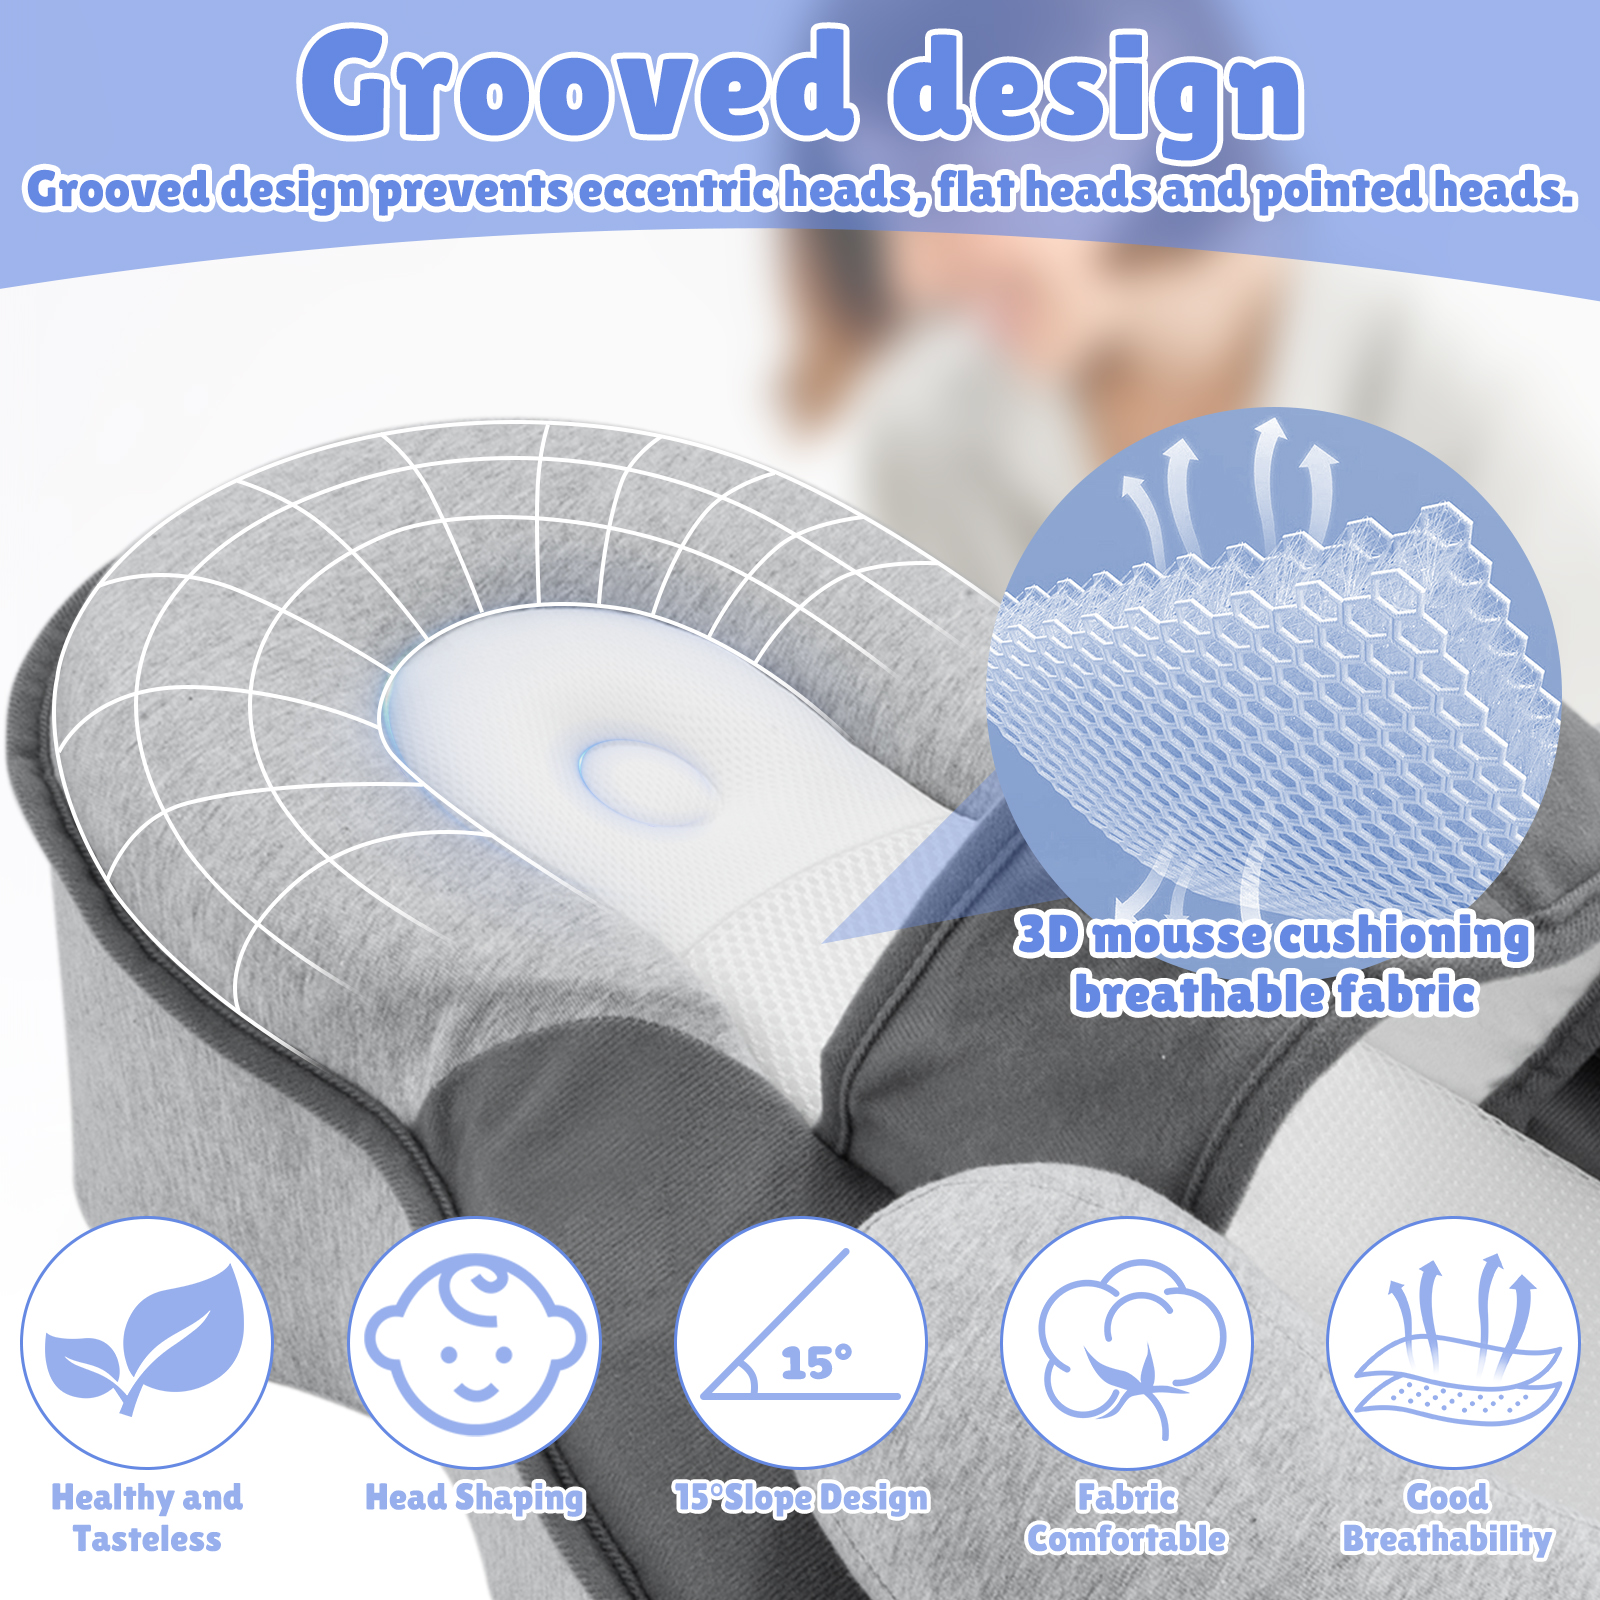 Grooved design
Grooved design prevents eccentric heads, flat heads and pointed heads.
3D mousse cushioning
breathable fabric
15°
Healthy and
Tasteless
Head Shaping
15°Slope Design
Fabric
Comfortable
Good
Breathability